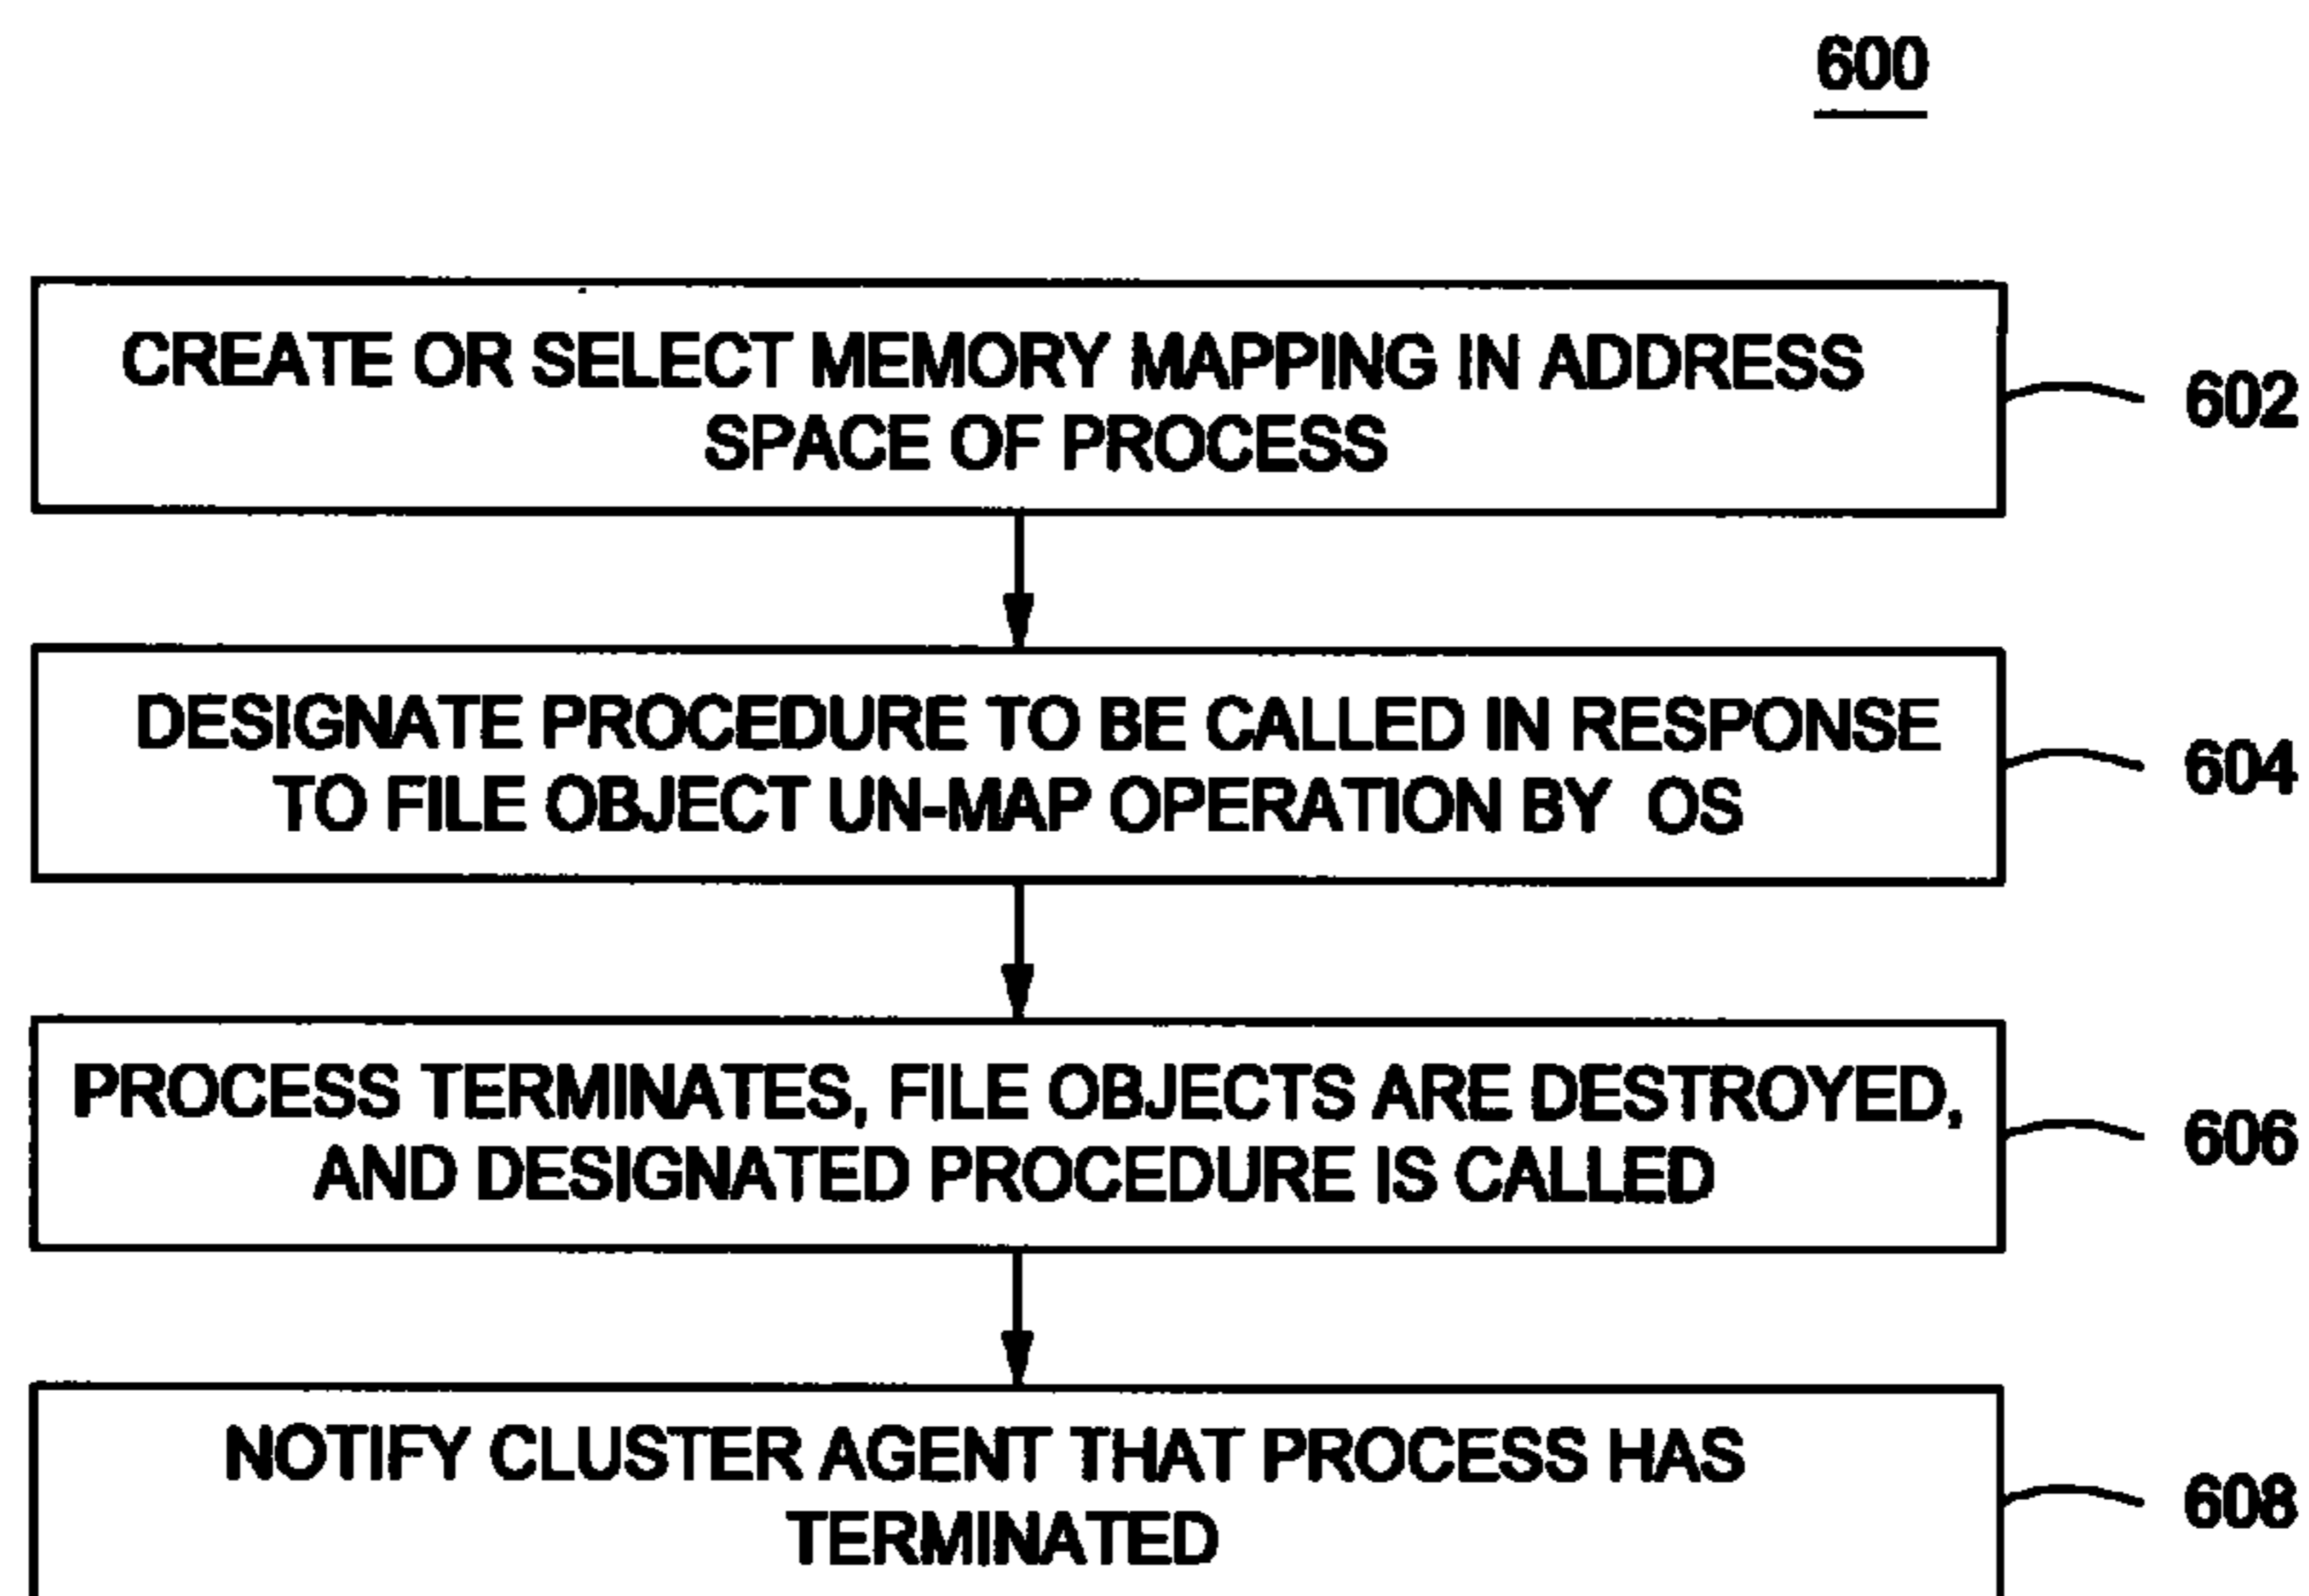 600
CREATE OR SELECT MEMORY MAPPING IN ADDRESS
SPACE OF PROCESS
602
DESIGNATE PROCEDURE TO BE CALLED IN RESPONSE
TO FILE OBJECT UN-MAP OPERATION BY OS
604
PROCESS TERMINATES, FILE OBJECTS ARE DESTROYED,
AND DESIGNATED PROCEDURE IS CALLED
606
NOTIFY CLUSTER AGENT THAT PROCESS HAS
TERMINATED
608